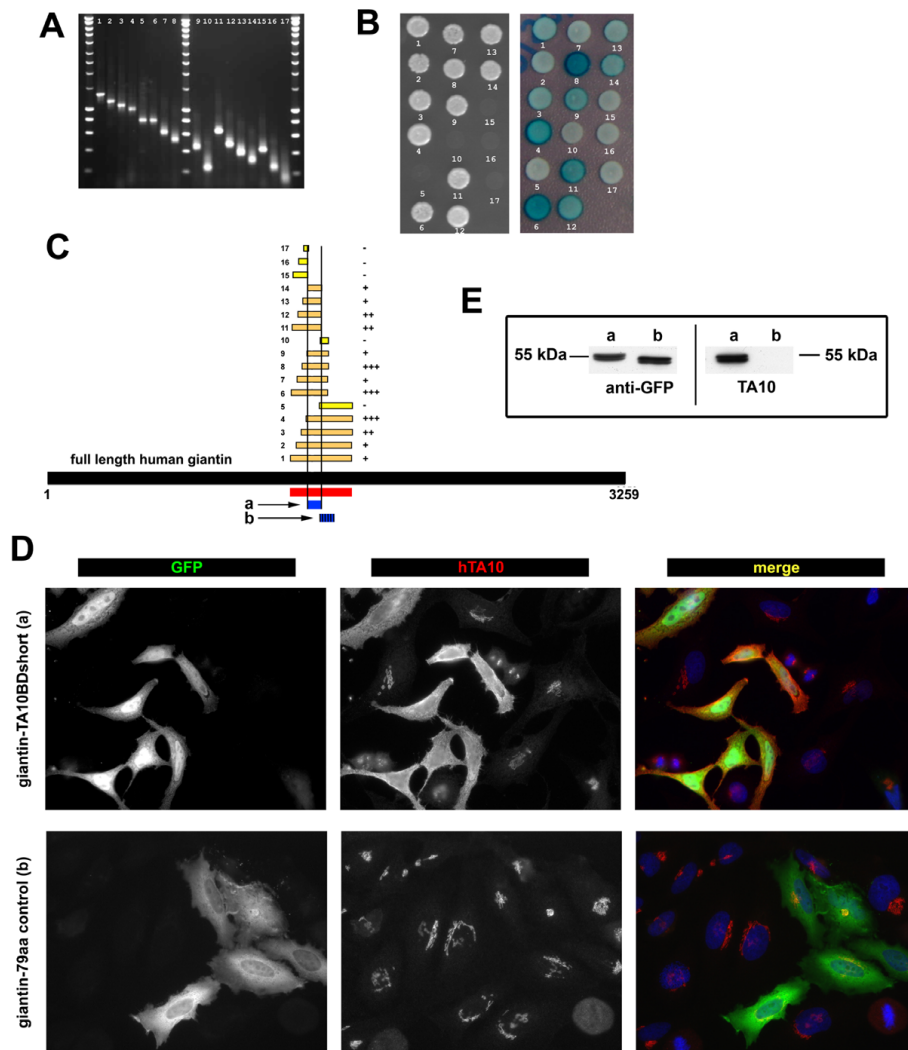 A
1 2 3 4 5 6 7 8 9 10 11 12 13 14 15 16 17
B
1 7 13
2 8 14
3 9 15
4 10 16
5 11 17
6 12
1 7 13
2 8 14
3 9 15
4 10 16
5 11 17
6 12
C
17 -
16 -
15 -
14 +
13 +
12 ++
11 ++
10 -
9 +
8 +++
7 +
6 +++
5 -
4 +++
3 ++
2 +
1 +
full length human giantin
1 3259
a
b
E
a b a b
55 kDa 55 kDa
anti-GFP TA10
D
GFP hTA10 merge
giantin-TA10BDshort (a)
giantin-79aa control (b)